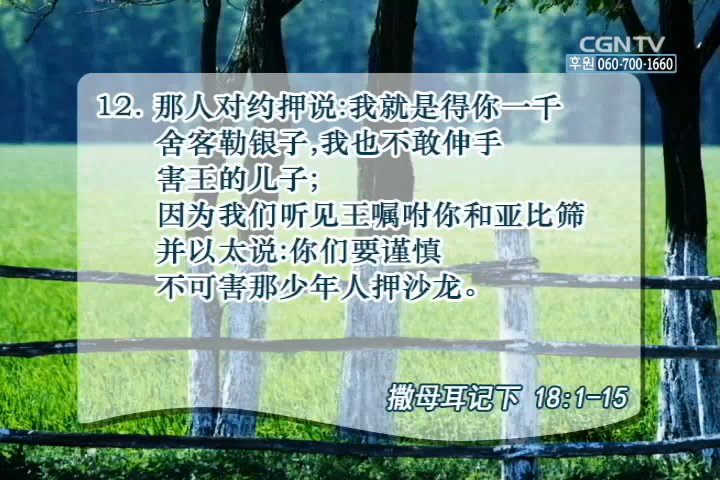 CGNTV
후원 060-700-1660
12. 那人对约押说:我就是得你一千
舍客勒银子,我也不敢伸手
害王的儿子;
因为我们听见王嘱咐你和亚比筛
并以太说:你们要谨慎
不可害那少年人押沙龙。
撒母耳记下 18:1-15